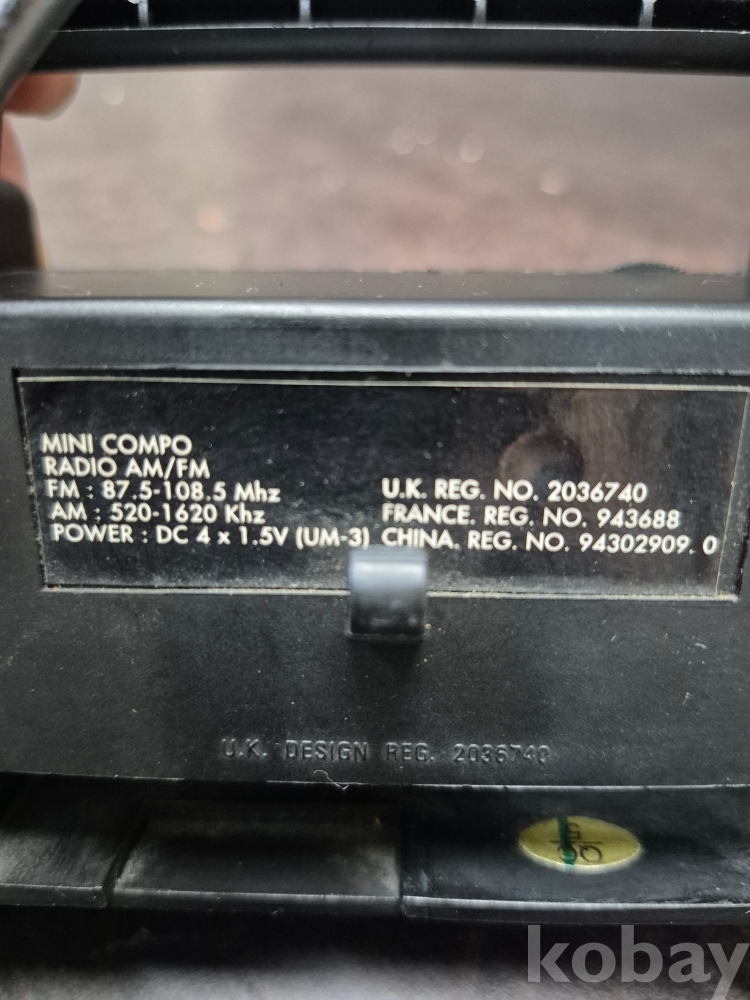 MINI COMPO
RADIO AM/FM
FM : 87.5-108.5 Mhz
AM : 520-1620 Khz
POWER : DC 4 x 1.5V (UM-3)
U.K. REG. NO. 2036740
FRANCE. REG. NO. 943688
CHINA. REG. NO. 94302909. 0
U.K. DESIGN REG. 2036740
kobay